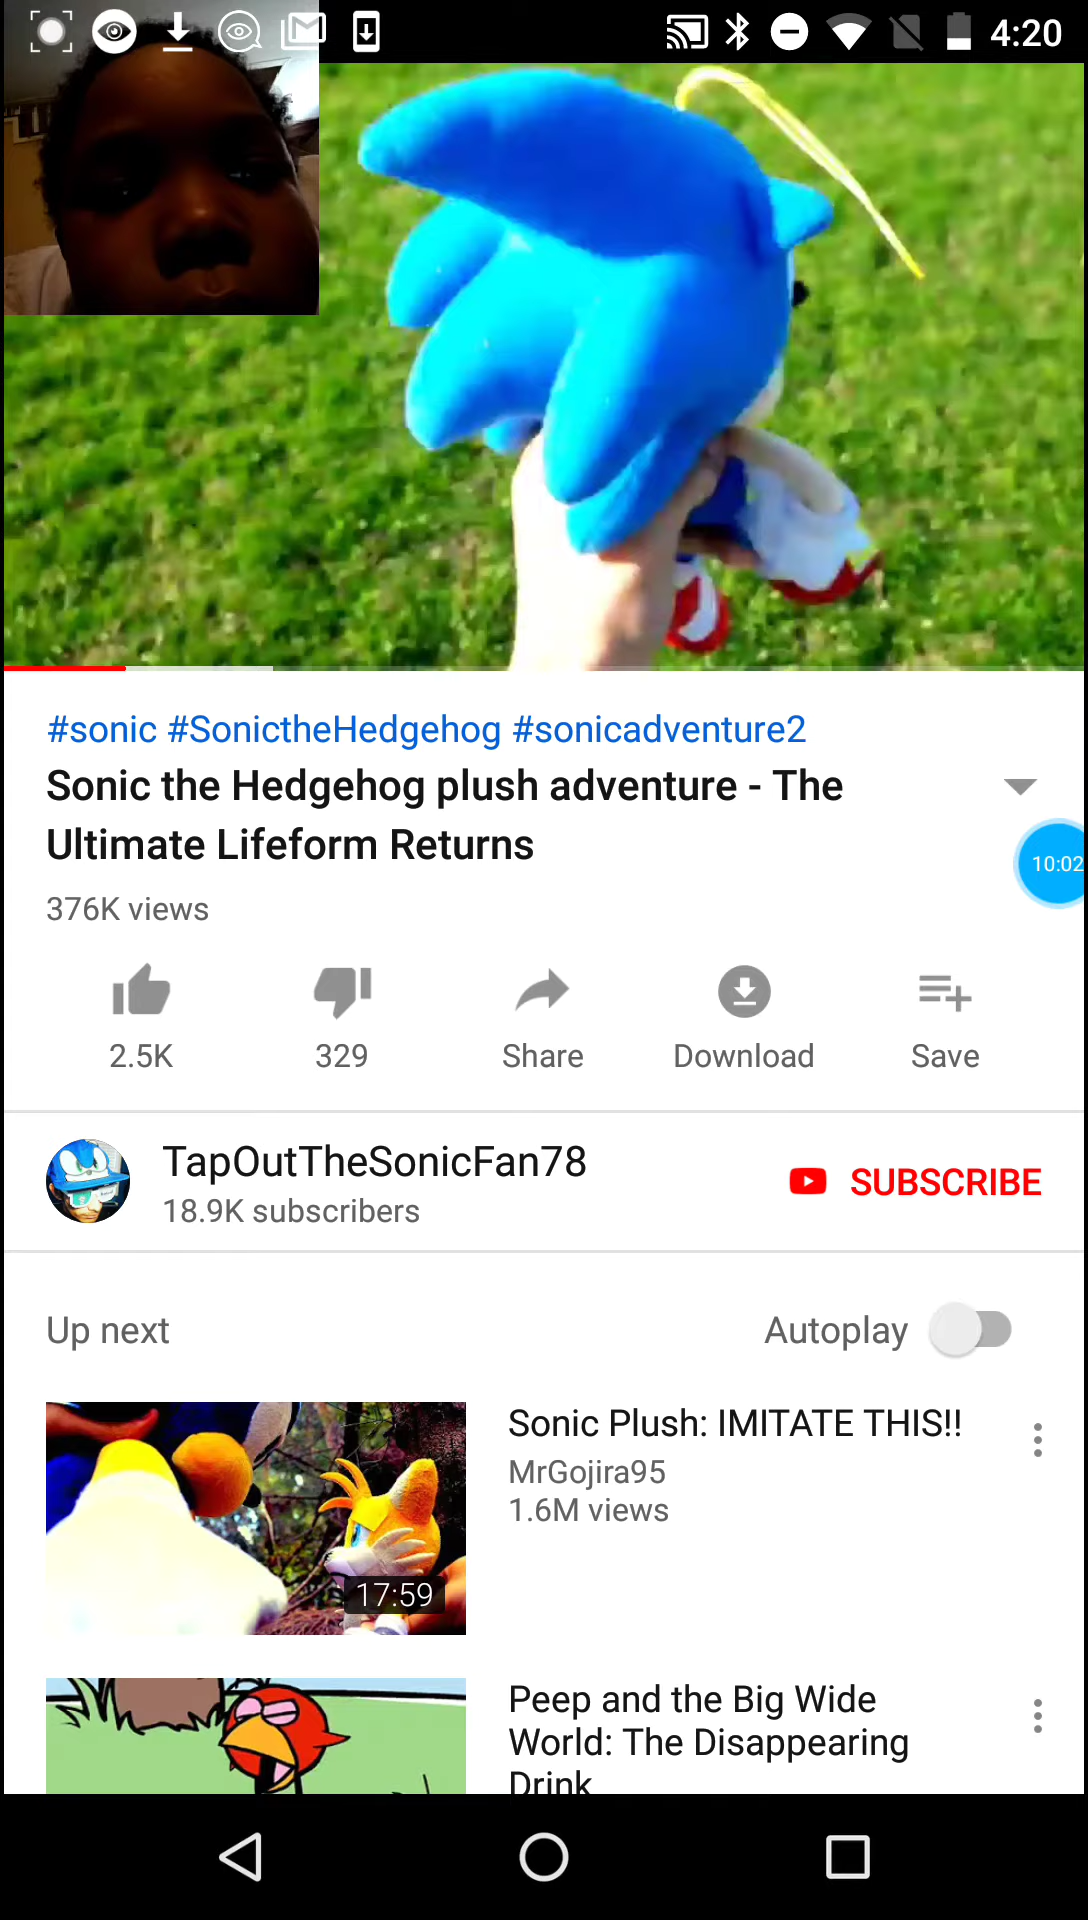 4:20
#sonic #SonictheHedgehog #sonicadventure2
Sonic the Hedgehog plush adventure - The
Ultimate Lifeform Returns
10:02
376K views
2.5K
329
Share
Download
Save
TapOutTheSonicFan78
18.9K subscribers
SUBSCRIBE
Up next
Autoplay
Sonic Plush: IMITATE THIS!!
MrGojira95
1.6M views
17:59
Peep and the Big Wide
World: The Disappearing
Drink